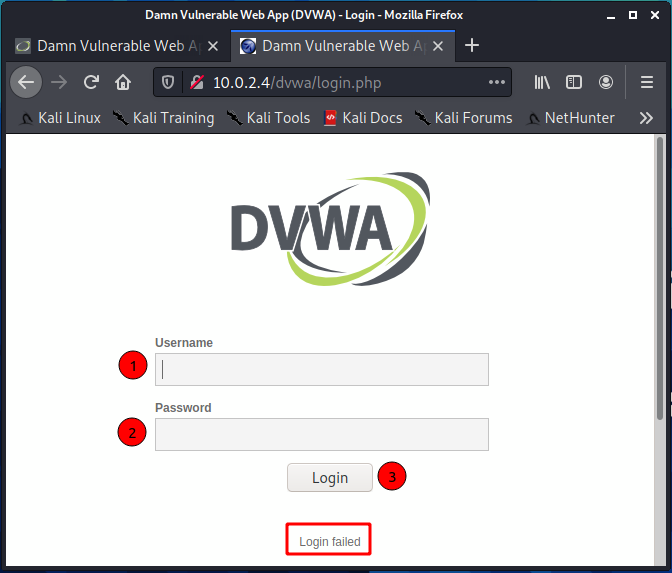 Damn Vulnerable Web App (DVWA) - Login - Mozilla Firefox
Damn Vulnerable Web A
Damn Vulnerable Web A
10.0.2.4/dvwa/login.php
Kali Linux
Kali Training
Kali Tools
Kali Docs
Kali Forums
NetHunter
DVWA
Username
1
Password
2
Login
3
Login failed